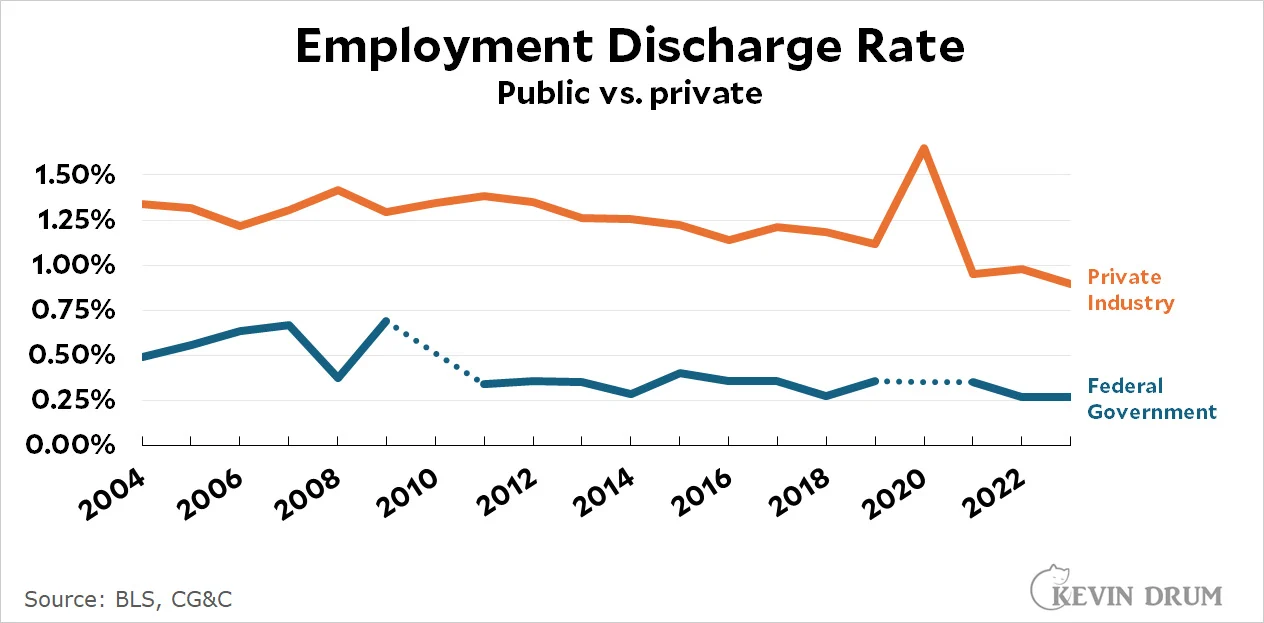 Employment Discharge Rate
Public vs. private
1.50%
1.25%
1.00%
0.75%
0.50%
0.25%
0.00%
Private
Industry
Federal
Government
2004
2006
2008
2010
2012
2014
2016
2018
2020
2022
Source: BLS, CG&C
KEVIN DRUM